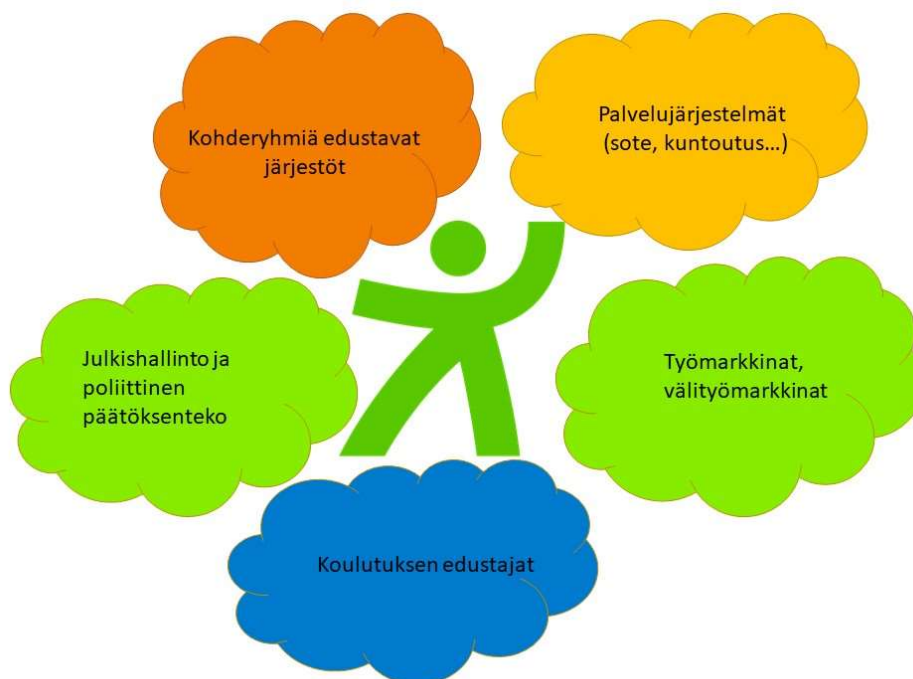 Kohderyhmiä edustavat
järjestöt
Palvelujärjestelmät
(sote, kuntoutus...)
Julkishallinto ja
poliittinen
päätöksenteko
Työmarkkinat,
välityömarkkinat
Koulutuksen edustajat